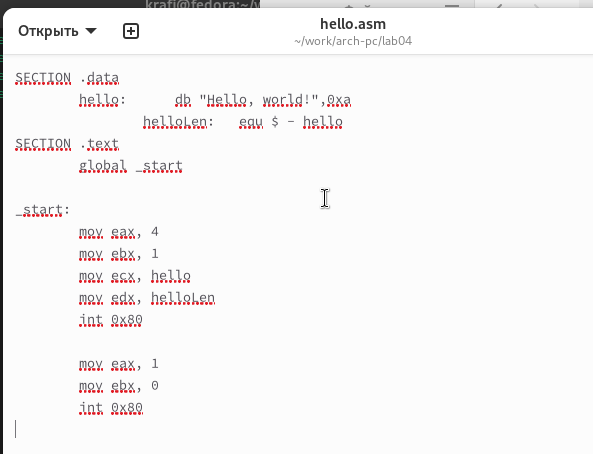 krafi@fedora:~/w
Открыть
hello.asm
~/work/arch-pc/lab04
SECTION .data
hello: db "Hello, world!",0xa
helloLen: equ $ - hello
SECTION .text
global _start
_start:
mov eax, 4
mov ebx, 1
mov ecx, hello
mov edx, helloLen
int 0x80
mov eax, 1
mov ebx, 0
int 0x80